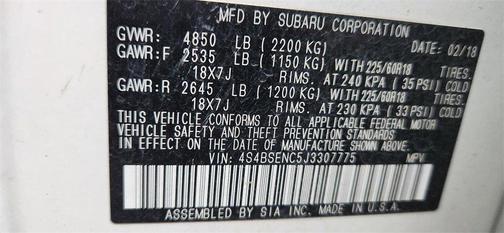 MFD BY SUBARU CORPORATION
GVWR: 4850 LB (2200 KG) DATE: 02/18
GAWR:F 2535 LB (1150 KG) WITH 225/60R18 TIRES.
18X7J RIMS. AT 240 KPA (35 PSI) COLD
GAWR:R 2645 LB (1200 KG) WITH 225/60R18 TIRES.
18X7J RIMS. AT 230 KPA (33 PSI) COLD
THIS VEHICLE CONFORMS TO ALL APPLICABLE FEDERAL MOTOR
VEHICLE SAFETY AND THEFT PREVENTION STANDARDS IN
EFFECT ON THE DATE OF MANUFACTURE SHOWN ABOVE.
VIN: 4S4BSENC5J3307775 MPV
ASSEMBLED BY SIA INC. MADE IN U.S.A.